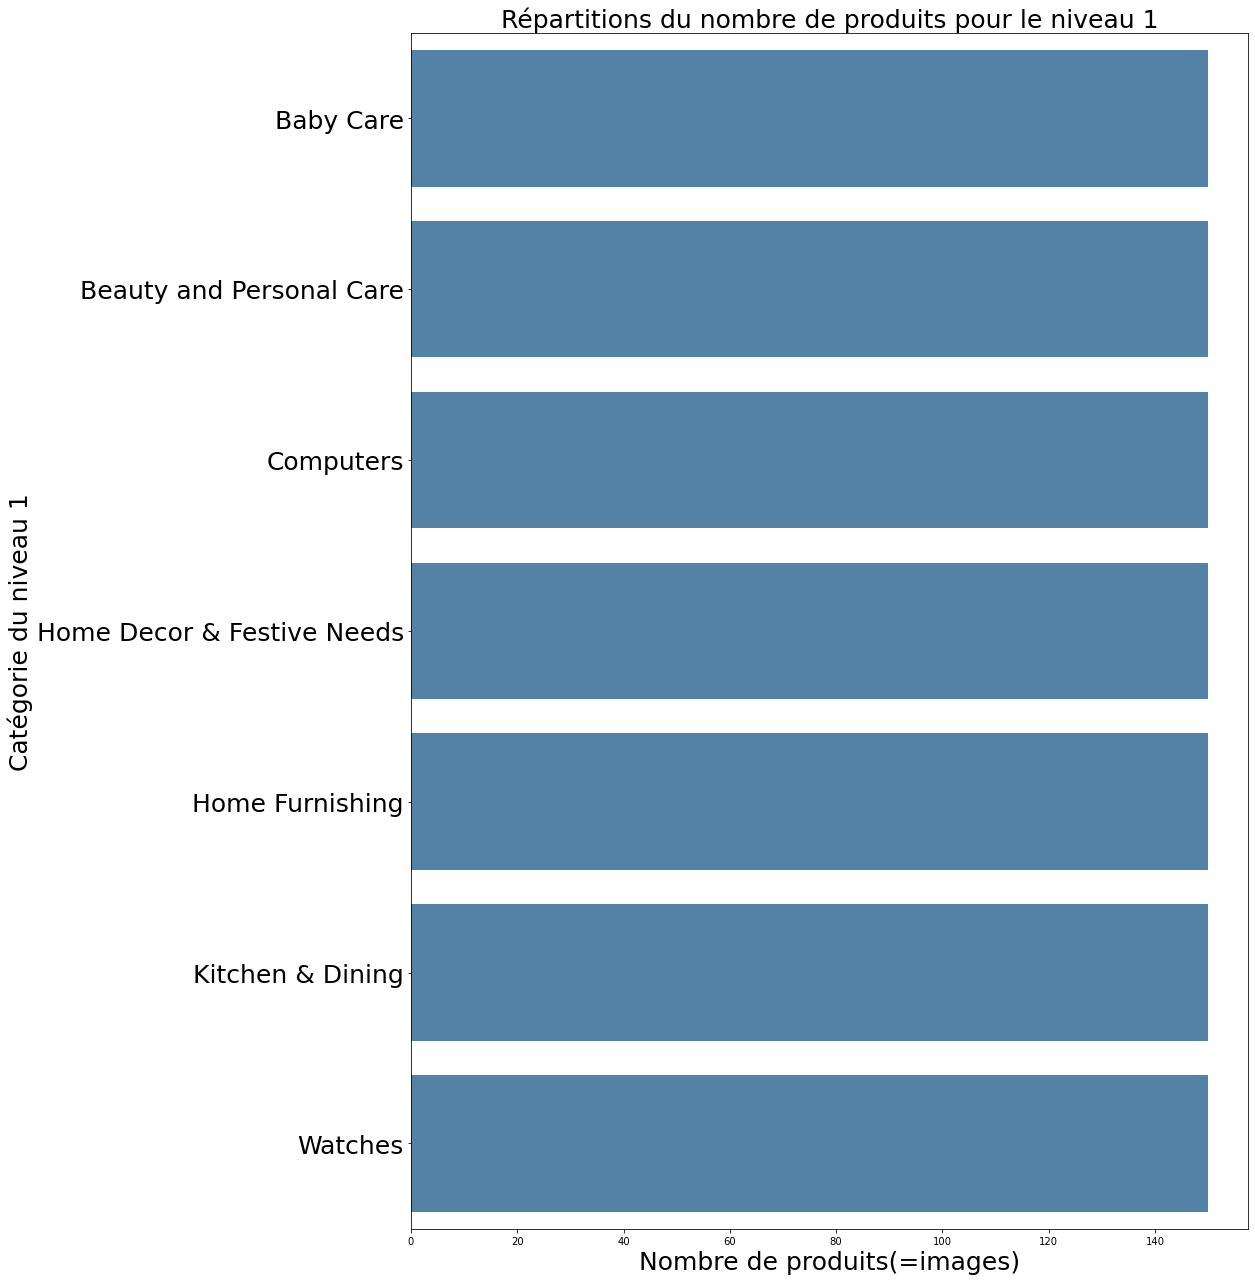 Répartitions du nombre de produits pour le niveau 1
Catégorie du niveau 1
Baby Care
Beauty and Personal Care
Computers
Home Decor & Festive Needs
Home Furnishing
Kitchen & Dining
Watches
0 20 40 60 80 100 120 140
Nombre de produits(=images)